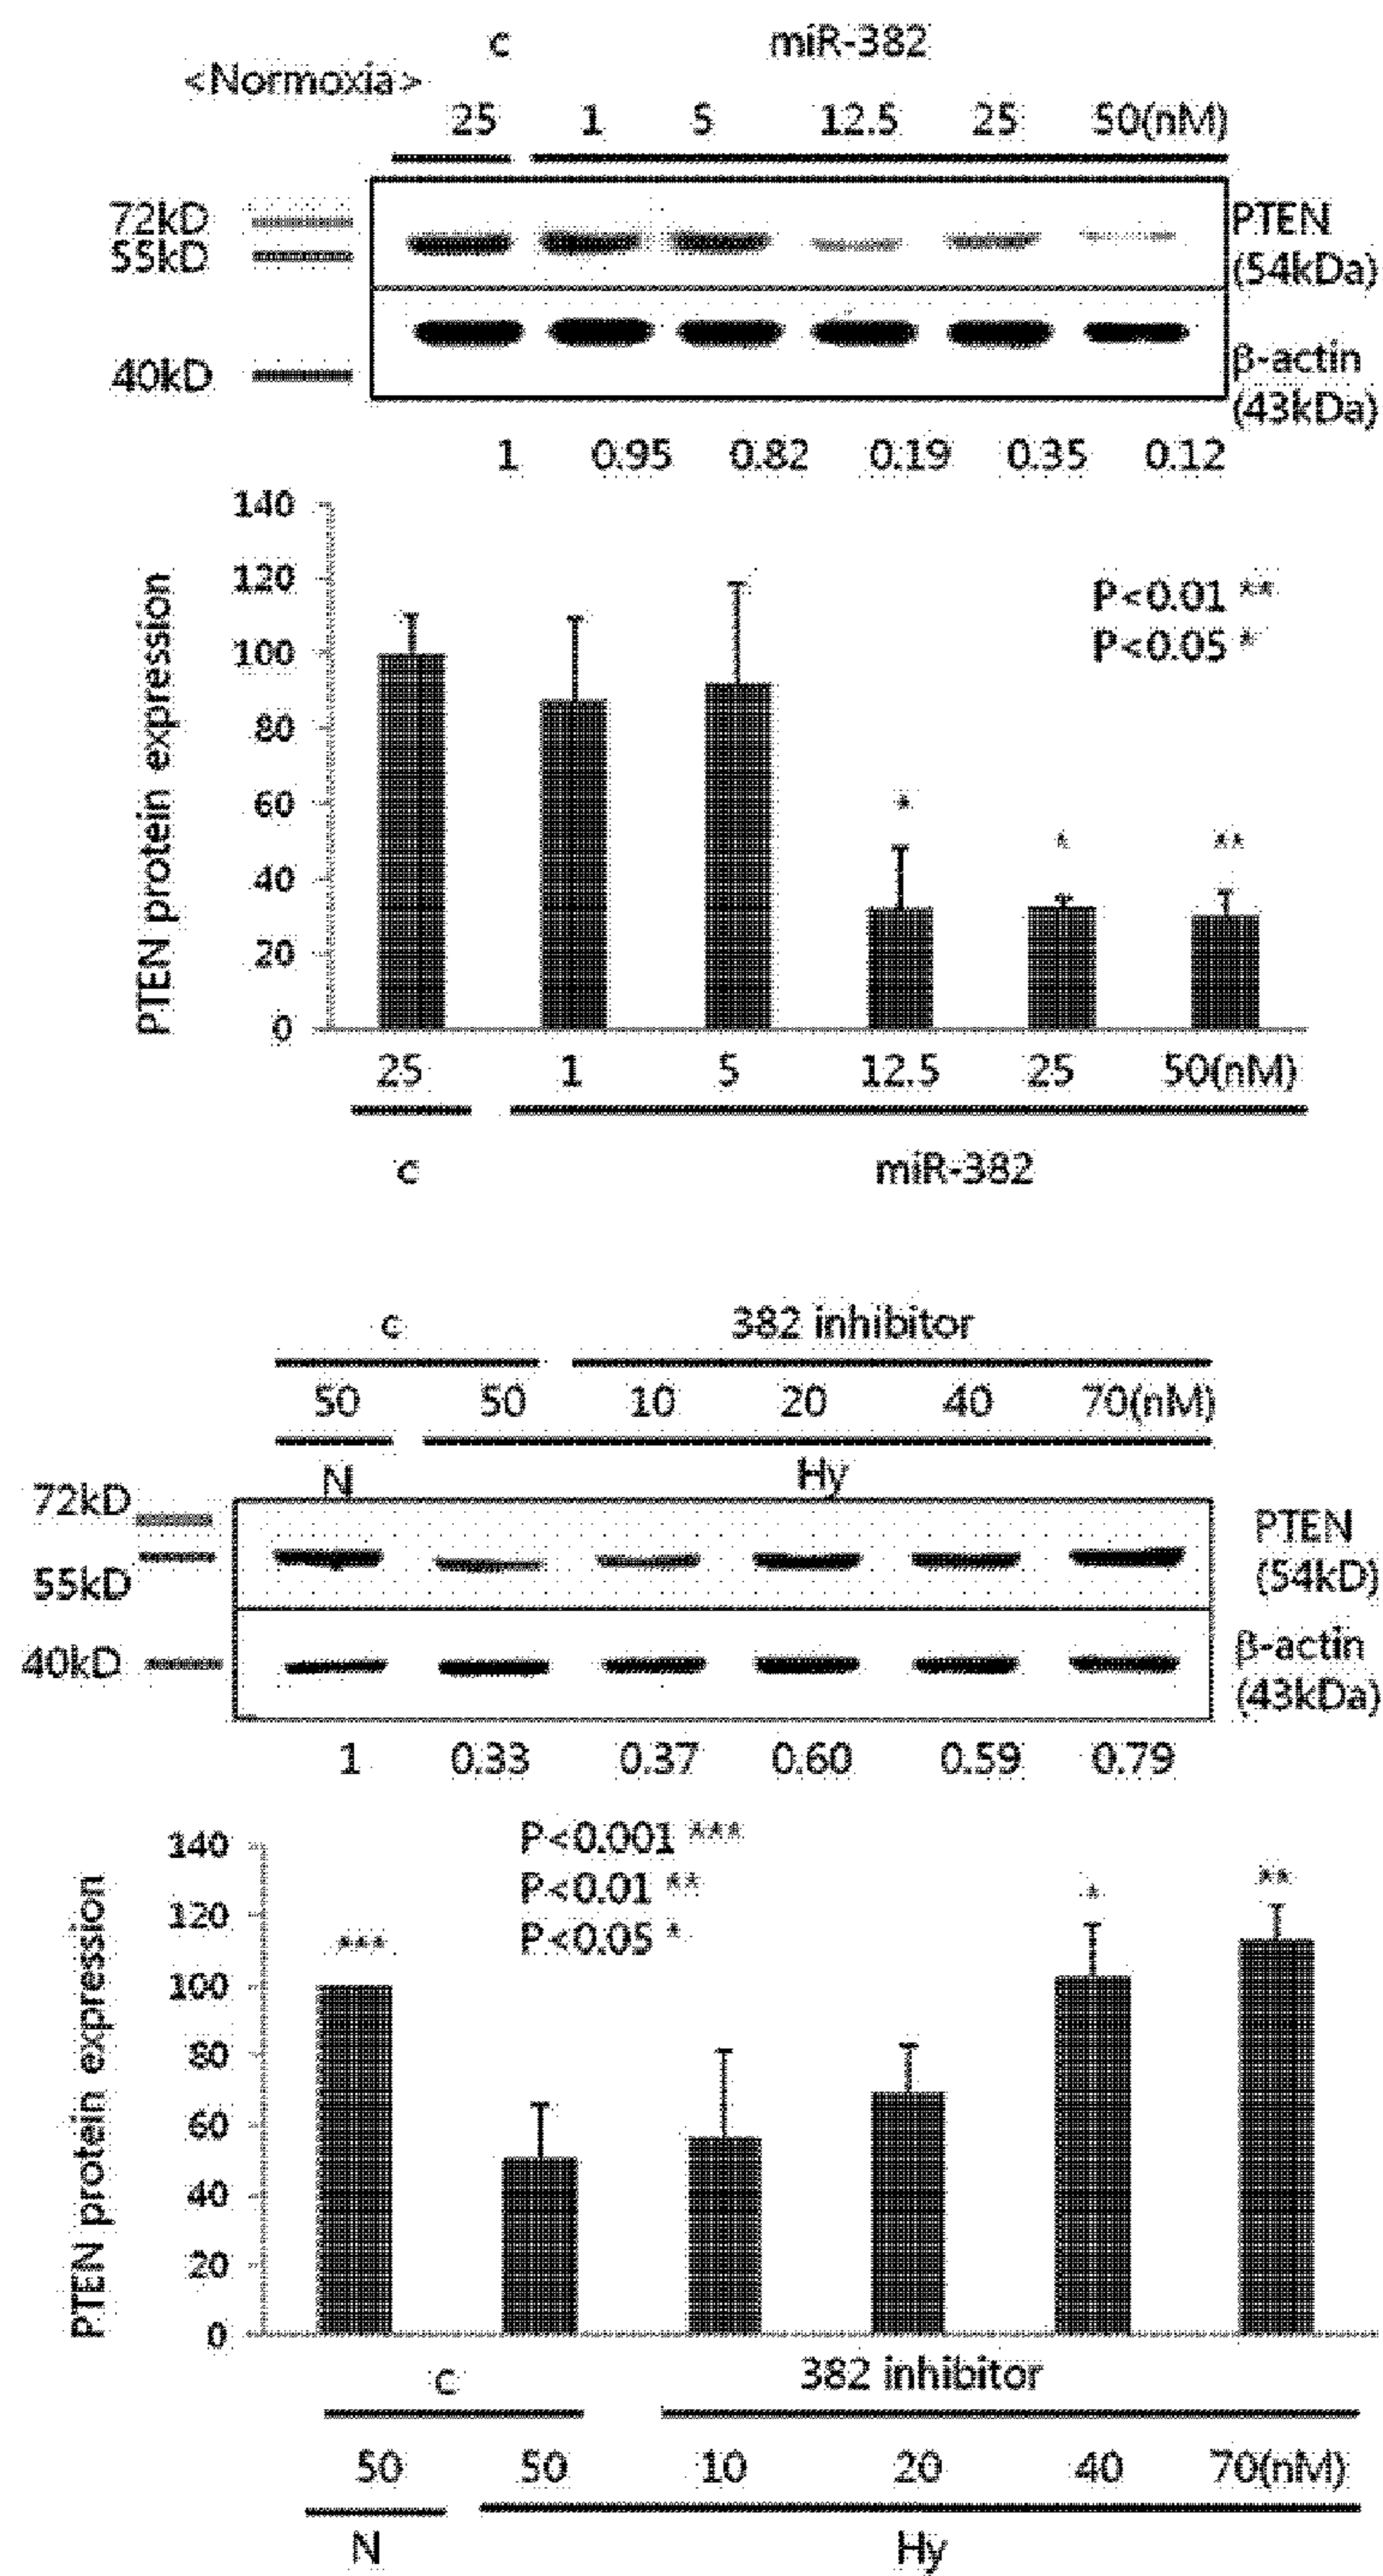 c miR-382
<Normoxia>
25 1 5 12.5 25 50(nM)
72kD
55kD
40kD
PTEN
(54kDa)
β-actin
(43kDa)
1 0.95 0.82 0.19 0.35 0.12
PTEN protein expression
140
120
100
80
60
40
20
0
P<0.01 **
P<0.05 *
* * **
25 1 5 12.5 25 50(nM)
c miR-382
c 382 inhibitor
50 50 10 20 40 70(nM)
N Hy
72kD
55kD
40kD
PTEN
(54kD)
β-actin
(43kDa)
1 0.33 0.37 0.60 0.59 0.79
PTEN protein expression
140
120
100
80
60
40
20
0
P<0.001 ***
P<0.01 **
P<0.05 *
*** * **
c 382 inhibitor
50 50 10 20 40 70(nM)
N Hy